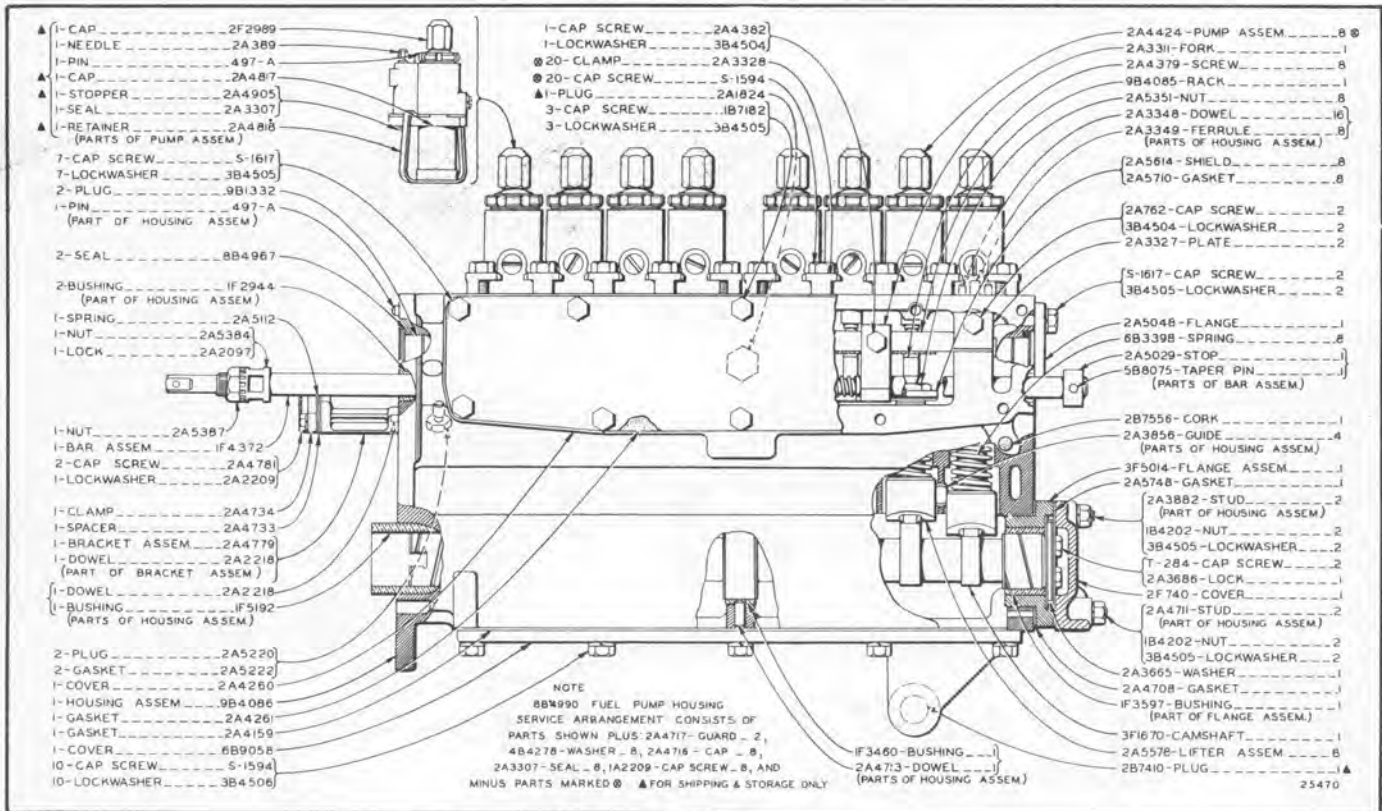 ▲ 1-CAP 2F2989
1-NEEDLE 2A389
1-PIN 497-A
▲ 1-CAP 2A4817
▲ 1-STOPPER 2A4905
1-SEAL 2A3307
▲ 1-RETAINER 2A4818
(PARTS OF PUMP ASSEM.)
7-CAP SCREW S-1617
7-LOCKWASHER 3B4505
2-PLUG 9B1332
1-PIN 497-A
(PART OF HOUSING ASSEM.)
2-SEAL 8B4967
2-BUSHING 1F2944
(PART OF HOUSING ASSEM)
1-SPRING 2A5112
1-NUT 2A5384
1-LOCK 2A2097
1-NUT 2A5387
1-BAR ASSEM 1F4372
2-CAP SCREW 2A4781
1-LOCKWASHER 2A2209
1-CLAMP 2A4734
1-SPACER 2A4733
1-BRACKET ASSEM 2A4779
1-DOWEL 2A2218
(PART OF BRACKET ASSEM.)
1-DOWEL 2A2218
1-BUSHING 1F5192
(PARTS OF HOUSING ASSEM.)
2-PLUG 2A5220
2-GASKET 2A5222
1-COVER 2A4260
1-HOUSING ASSEM 9B4086
1-GASKET 2A4261
1-GASKET 2A4159
1-COVER 6B9058
10-CAP SCREW S-1594
10-LOCKWASHER 3B4506
1-CAP SCREW 2A4382
1-LOCKWASHER 3B4504
⊗ 20-CLAMP 2A3328
⊗ 20-CAP SCREW S-1594
▲ 1-PLUG 2A1824
3-CAP SCREW 1B7182
3-LOCKWASHER 3B4505
2A4424-PUMP ASSEM 8 ⊗
2A3311-FORK 1
2A4379-SCREW 8
9B4085-RACK 1
2A5351-NUT 8
2A3348-DOWEL 16
2A3349-FERRULE 8
(PARTS OF HOUSING ASSEM.)
2A5614-SHIELD 8
2A5710-GASKET 8
2A762-CAP SCREW 2
3B4504-LOCKWASHER 2
2A3327-PLATE 2
S-1617-CAP SCREW 2
3B4505-LOCKWASHER 2
2A5048-FLANGE 1
6B3398-SPRING 8
2A5029-STOP 1
5B8075-TAPER PIN 1
(PARTS OF BAR ASSEM.)
2B7556-CORK 1
2A3856-GUIDE 4
(PARTS OF HOUSING ASSEM.)
3F5014-FLANGE ASSEM 1
2A5748-GASKET 1
2A3882-STUD 2
(PART OF HOUSING ASSEM.)
1B4202-NUT 2
3B4505-LOCKWASHER 2
T-284-CAP SCREW 2
2A3686-LOCK 1
2F740-COVER 1
2A4711-STUD 2
(PART OF HOUSING ASSEM.)
1B4202-NUT 2
3B4505-LOCKWASHER 2
2A3665-WASHER 1
2A4708-GASKET 1
1F3597-BUSHING 1
(PART OF FLANGE ASSEM.)
3F1670-CAMSHAFT 1
2A5578-LIFTER ASSEM 8
2B7410-PLUG 1 ▲
1F3460-BUSHING 1
2A4713-DOWEL 1
(PARTS OF HOUSING ASSEM.)
NOTE
8B4990 FUEL PUMP HOUSING
SERVICE ARRANGEMENT CONSISTS OF
PARTS SHOWN PLUS: 2A4717-GUARD _ 2,
4B4278-WASHER _ 8, 2A4716 - CAP _ 8,
2A3307-SEAL _ 8, 1A2209-CAP SCREW _ 8, AND
MINUS PARTS MARKED ⊗ ▲ FOR SHIPPING & STORAGE ONLY
25470